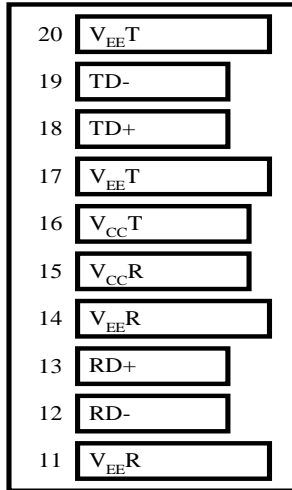 20 VEET
19 TD-
18 TD+
17 VEET
16 VCCT
15 VCCR
14 VEER
13 RD+
12 RD-
11 VEER